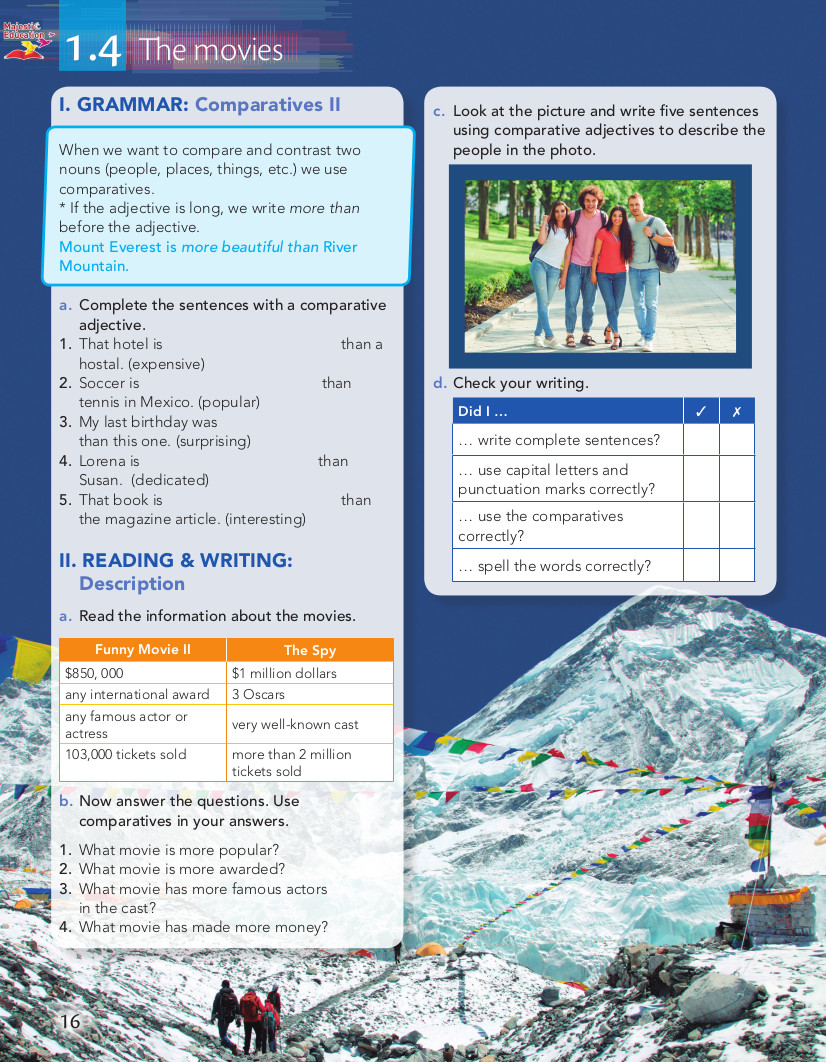 Majestic
Education
1.4 The movies
I. GRAMMAR: Comparatives II
When we want to compare and contrast two
nouns (people, places, things, etc.) we use
comparatives.
* If the adjective is long, we write more than
before the adjective.
Mount Everest is more beautiful than River
Mountain.
a. Complete the sentences with a comparative
adjective.
1. That hotel is than a
hostal. (expensive)
2. Soccer is than
tennis in Mexico. (popular)
3. My last birthday was
than this one. (surprising)
4. Lorena is than
Susan. (dedicated)
5. That book is than
the magazine article. (interesting)
II. READING & WRITING:
Description
a. Read the information about the movies.
Funny Movie II The Spy
$850, 000 $1 million dollars
any international award 3 Oscars
any famous actor or
actress
very well-known cast
103,000 tickets sold more than 2 million
tickets sold
b. Now answer the questions. Use
comparatives in your answers.
1. What movie is more popular?
2. What movie is more awarded?
3. What movie has more famous actors
in the cast?
4. What movie has made more money?
c. Look at the picture and write five sentences
using comparative adjectives to describe the
people in the photo.
d. Check your writing.
Did I … ✓ ✗
… write complete sentences?
… use capital letters and
punctuation marks correctly?
… use the comparatives
correctly?
… spell the words correctly?
16